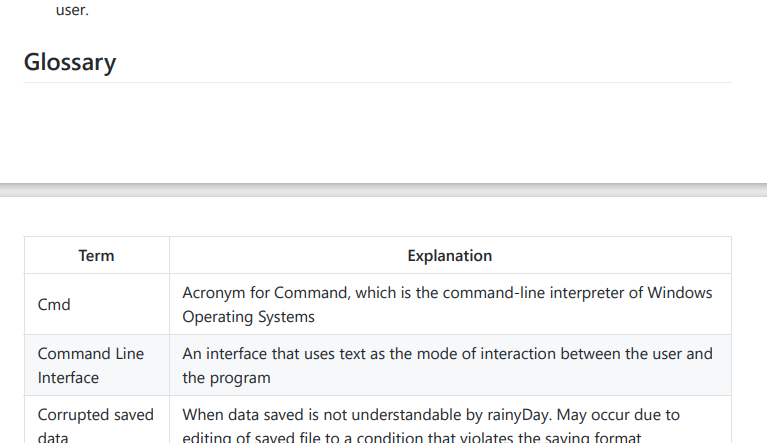 user.
Glossary
Term Explanation
Cmd
Acronym for Command, which is the command-line interpreter of Windows
Operating Systems
Command Line
Interface
An interface that uses text as the mode of interaction between the user and
the program
Corrupted saved
data
When data saved is not understandable by rainyDay. May occur due to
editing of saved file to a condition that violates the saving format